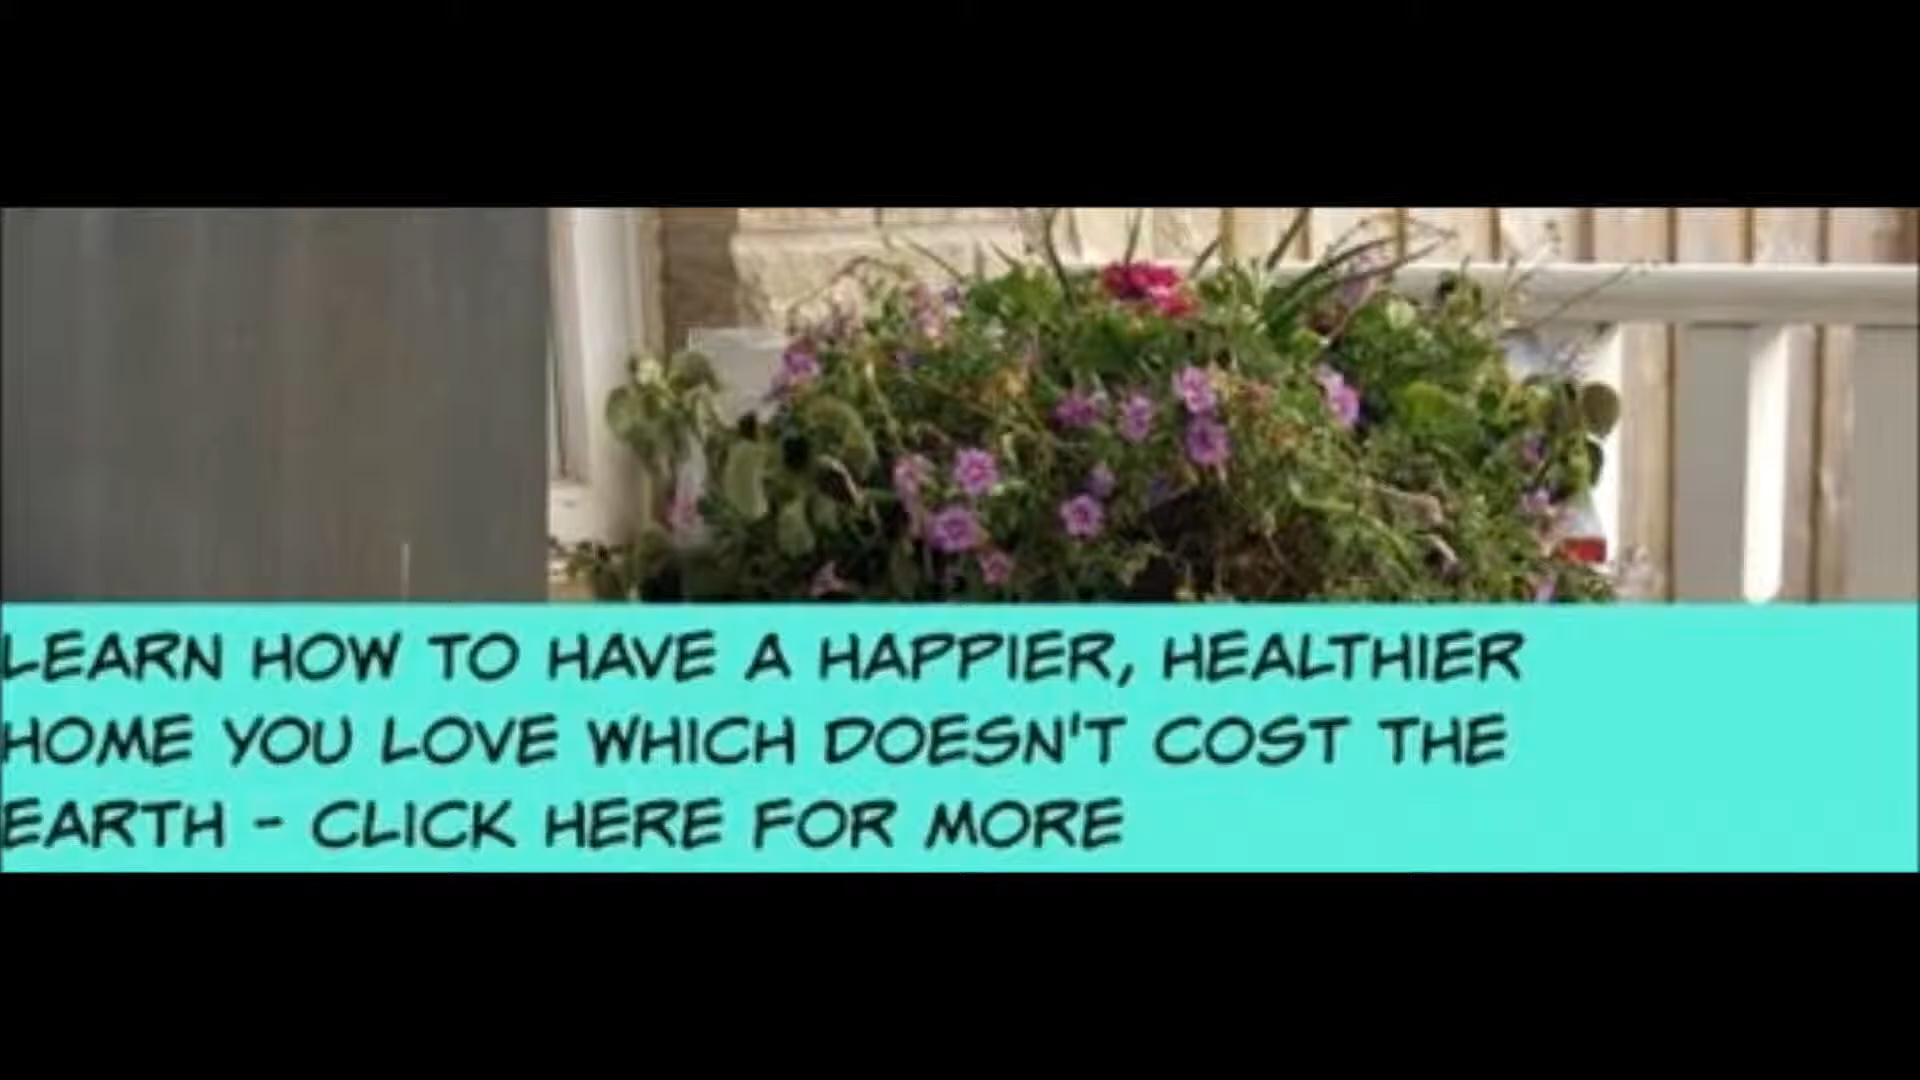 LEARN HOW TO HAVE A HAPPIER, HEALTHIER
HOME YOU LOVE WHICH DOESN'T COST THE
EARTH - CLICK HERE FOR MORE